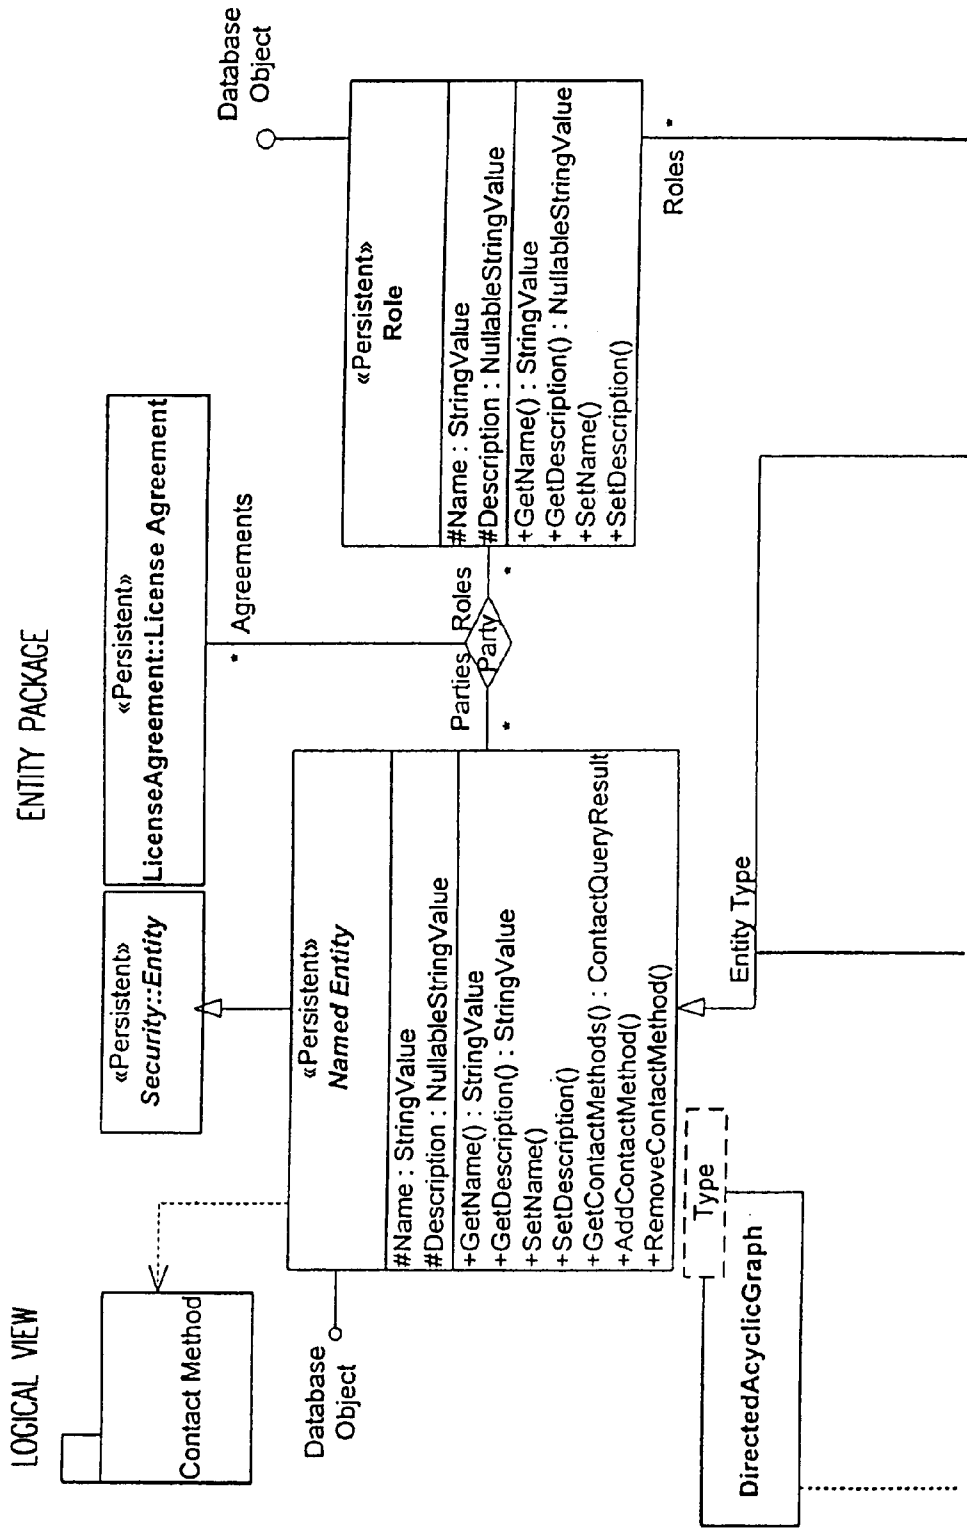 LOGICAL VIEW
ENTITY PACKAGE
Contact Method
«Persistent»
Security::Entity
«Persistent»
LicenseAgreement::License Agreement
* Agreements
Database
Object
Database
Object
«Persistent»
Named Entity
#Name : StringValue
#Description : NullableStringValue
+GetName() : StringValue
+GetDescription() : StringValue
+SetName()
+SetDescription()
+GetContactMethods() : ContactQueryResult
+AddContactMethod()
+RemoveContactMethod()
Parties
*
Party
Roles
*
«Persistent»
Role
#Name : StringValue
#Description : NullableStringValue
+GetName() : StringValue
+GetDescription() : NullableStringValue
+SetName()
+SetDescription()
Roles
*
Type
DirectedAcyclicGraph
Entity Type